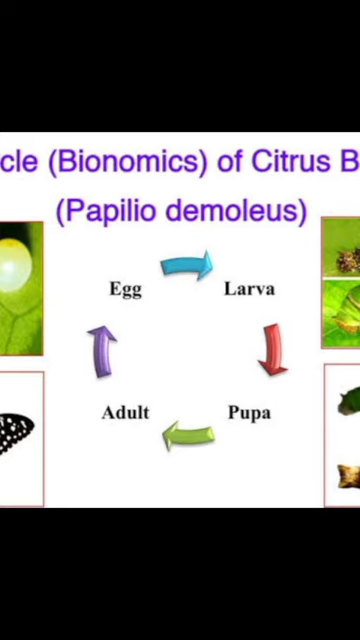 cle (Bionomics) of Citrus B
(Papilio demoleus)
Egg
Larva
Adult
Pupa